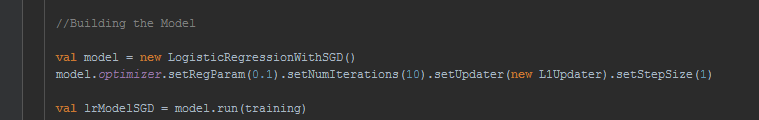 //Building the Model
val model = new LogisticRegressionWithSGD()
model.optimizer.setRegParam(0.1).setNumIterations(10).setUpdater(new L1Updater).setStepSize(1)
val lrModelSGD = model.run(training)